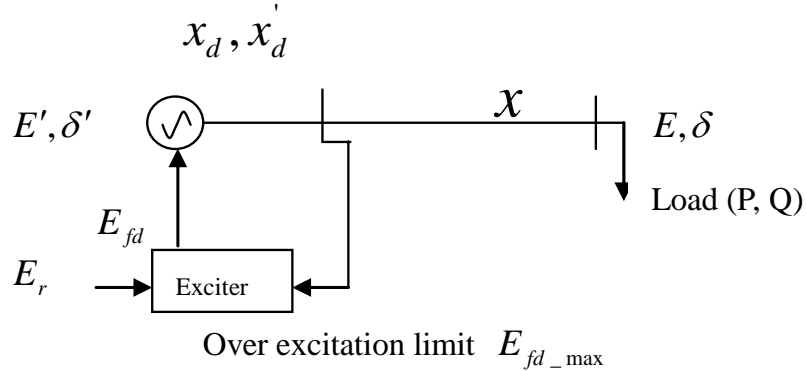 x_d, x_d'
E', δ'
x
E, δ
Load (P, Q)
E_fd
E_r
Exciter
Over excitation limit E_fd_max